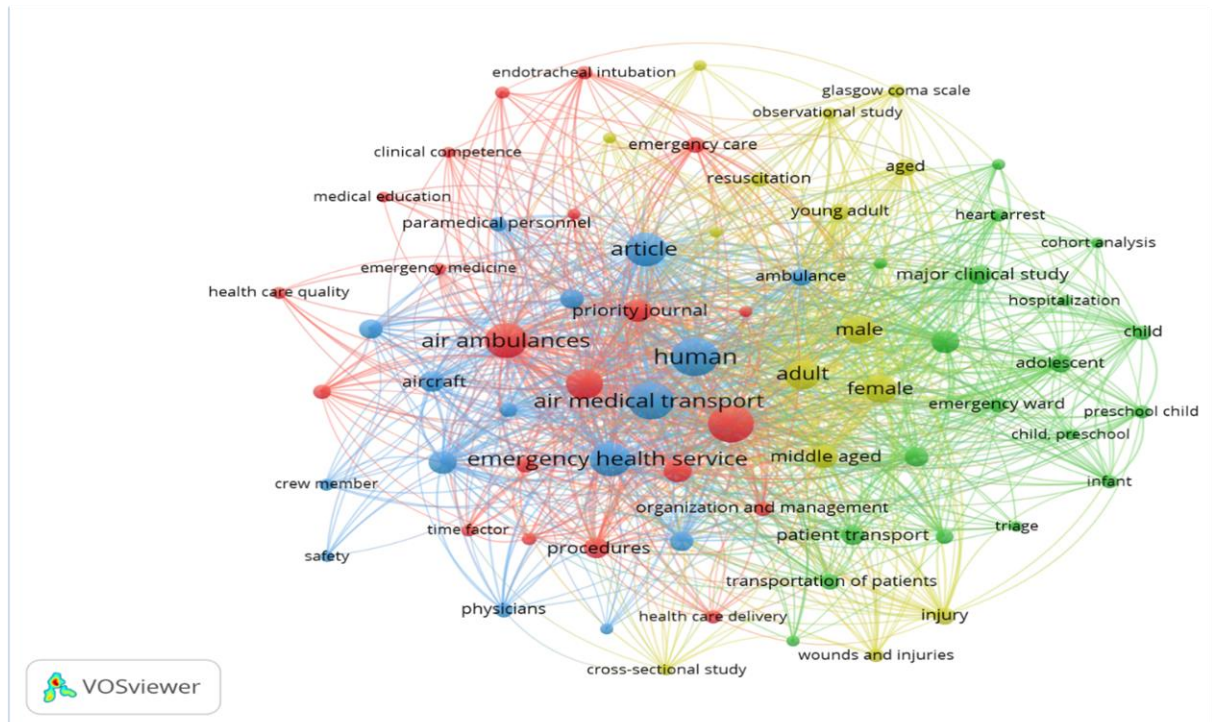 endotracheal intubation
glasgow coma scale
observational study
clinical competence
emergency care
resuscitation
aged
medical education
young adult
heart arrest
paramedical personnel
article
cohort analysis
emergency medicine
ambulance
major clinical study
health care quality
priority journal
hospitalization
air ambulances
male
child
human
adolescent
aircraft
adult
female
air medical transport
emergency ward
preschool child
child, preschool
emergency health service
middle aged
crew member
infant
organization and management
time factor
patient transport
triage
safety
procedures
transportation of patients
physicians
health care delivery
injury
cross-sectional study
wounds and injuries
VOSviewer